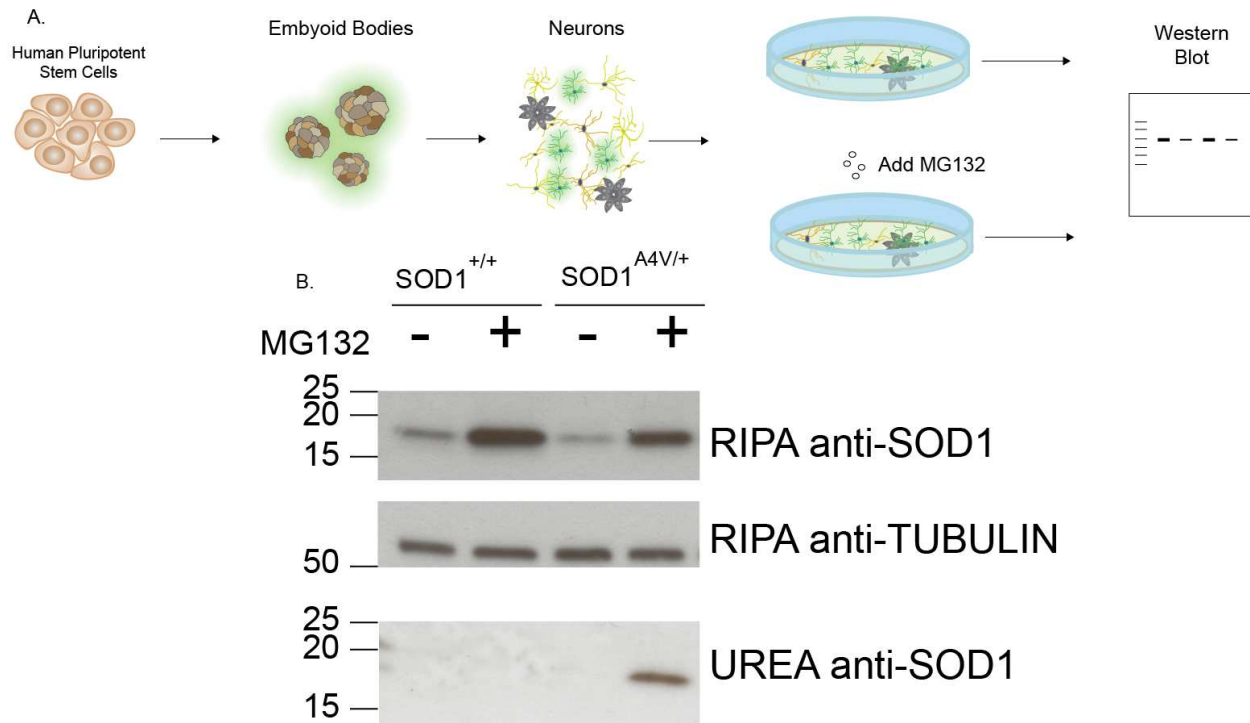 A.
Human Pluripotent
Stem Cells
Embyoid Bodies
Neurons
Add MG132
Western
Blot
B.
SOD1+/+ SOD1A4V/+
MG132 - + - +
25
20
15
RIPA anti-SOD1
50
RIPA anti-TUBULIN
25
20
15
UREA anti-SOD1